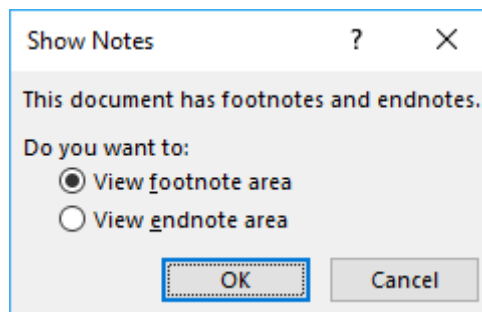 Show Notes ?
This document has footnotes and endnotes.
Do you want to:
View footnote area
View endnote area
OK Cancel